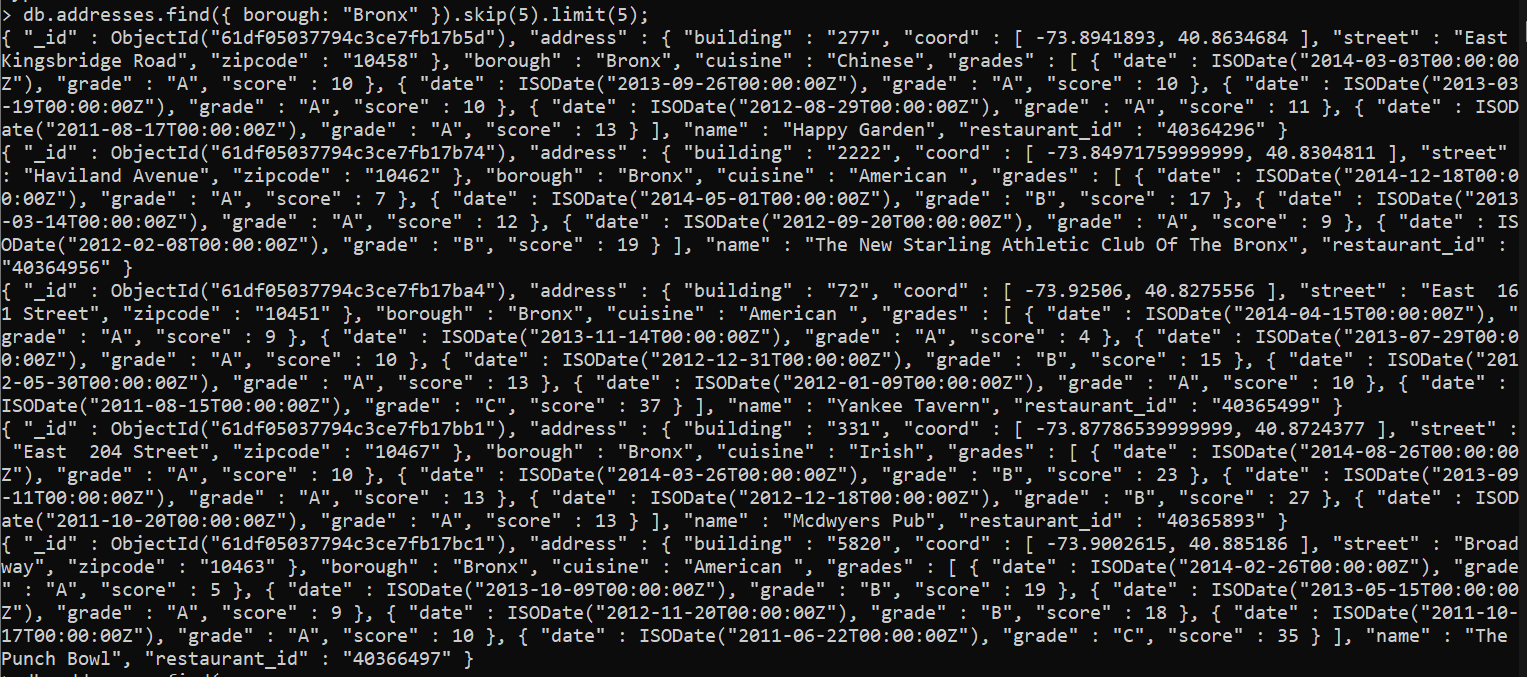 > db.addresses.find({ borough: "Bronx" }).skip(5).limit(5);
{ "_id" : ObjectId("61df05037794c3ce7fb17b5d"), "address" : { "building" : "277", "coord" : [ -73.8941893, 40.8634684 ], "street" : "East
Kingsbridge Road", "zipcode" : "10458" }, "borough" : "Bronx", "cuisine" : "Chinese", "grades" : [ { "date" : ISODate("2014-03-03T00:00:00
Z"), "grade" : "A", "score" : 10 }, { "date" : ISODate("2013-09-26T00:00:00Z"), "grade" : "A", "score" : 10 }, { "date" : ISODate("2013-03
-19T00:00:00Z"), "grade" : "A", "score" : 10 }, { "date" : ISODate("2012-08-29T00:00:00Z"), "grade" : "A", "score" : 11 }, { "date" : ISOD
ate("2011-08-17T00:00:00Z"), "grade" : "A", "score" : 13 } ], "name" : "Happy Garden", "restaurant_id" : "40364296" }
{ "_id" : ObjectId("61df05037794c3ce7fb17b74"), "address" : { "building" : "2222", "coord" : [ -73.84971759999999, 40.8304811 ], "street"
: "Haviland Avenue", "zipcode" : "10462" }, "borough" : "Bronx", "cuisine" : "American ", "grades" : [ { "date" : ISODate("2014-12-18T00:0
0:00Z"), "grade" : "A", "score" : 7 }, { "date" : ISODate("2014-05-01T00:00:00Z"), "grade" : "B", "score" : 17 }, { "date" : ISODate("2013
-03-14T00:00:00Z"), "grade" : "A", "score" : 12 }, { "date" : ISODate("2012-09-20T00:00:00Z"), "grade" : "A", "score" : 9 }, { "date" : IS
ODate("2012-02-08T00:00:00Z"), "grade" : "B", "score" : 19 } ], "name" : "The New Starling Athletic Club Of The Bronx", "restaurant_id" :
"40364956" }
{ "_id" : ObjectId("61df05037794c3ce7fb17ba4"), "address" : { "building" : "72", "coord" : [ -73.92506, 40.8275556 ], "street" : "East  16
1 Street", "zipcode" : "10451" }, "borough" : "Bronx", "cuisine" : "American ", "grades" : [ { "date" : ISODate("2014-04-15T00:00:00Z"), "
grade" : "A", "score" : 9 }, { "date" : ISODate("2013-11-14T00:00:00Z"), "grade" : "A", "score" : 4 }, { "date" : ISODate("2013-07-29T00:0
0:00Z"), "grade" : "A", "score" : 10 }, { "date" : ISODate("2012-12-31T00:00:00Z"), "grade" : "B", "score" : 15 }, { "date" : ISODate("201
2-05-30T00:00:00Z"), "grade" : "A", "score" : 13 }, { "date" : ISODate("2012-01-09T00:00:00Z"), "grade" : "A", "score" : 10 }, { "date" :
ISODate("2011-08-15T00:00:00Z"), "grade" : "C", "score" : 37 } ], "name" : "Yankee Tavern", "restaurant_id" : "40365499" }
{ "_id" : ObjectId("61df05037794c3ce7fb17bb1"), "address" : { "building" : "331", "coord" : [ -73.87786539999999, 40.8724377 ], "street" :
"East  204 Street", "zipcode" : "10467" }, "borough" : "Bronx", "cuisine" : "Irish", "grades" : [ { "date" : ISODate("2014-08-26T00:00:00
Z"), "grade" : "A", "score" : 10 }, { "date" : ISODate("2014-03-26T00:00:00Z"), "grade" : "B", "score" : 23 }, { "date" : ISODate("2013-09
-11T00:00:00Z"), "grade" : "A", "score" : 13 }, { "date" : ISODate("2012-12-18T00:00:00Z"), "grade" : "B", "score" : 27 }, { "date" : ISOD
ate("2011-10-20T00:00:00Z"), "grade" : "A", "score" : 13 } ], "name" : "Mcdwyers Pub", "restaurant_id" : "40365893" }
{ "_id" : ObjectId("61df05037794c3ce7fb17bc1"), "address" : { "building" : "5820", "coord" : [ -73.9002615, 40.885186 ], "street" : "Broad
way", "zipcode" : "10463" }, "borough" : "Bronx", "cuisine" : "American ", "grades" : [ { "date" : ISODate("2014-02-26T00:00:00Z"), "grade
" : "A", "score" : 5 }, { "date" : ISODate("2013-10-09T00:00:00Z"), "grade" : "B", "score" : 19 }, { "date" : ISODate("2013-05-15T00:00:00
Z"), "grade" : "A", "score" : 9 }, { "date" : ISODate("2012-11-20T00:00:00Z"), "grade" : "B", "score" : 18 }, { "date" : ISODate("2011-10-
17T00:00:00Z"), "grade" : "A", "score" : 10 }, { "date" : ISODate("2011-06-22T00:00:00Z"), "grade" : "C", "score" : 35 } ], "name" : "The
Punch Bowl", "restaurant_id" : "40366497" }